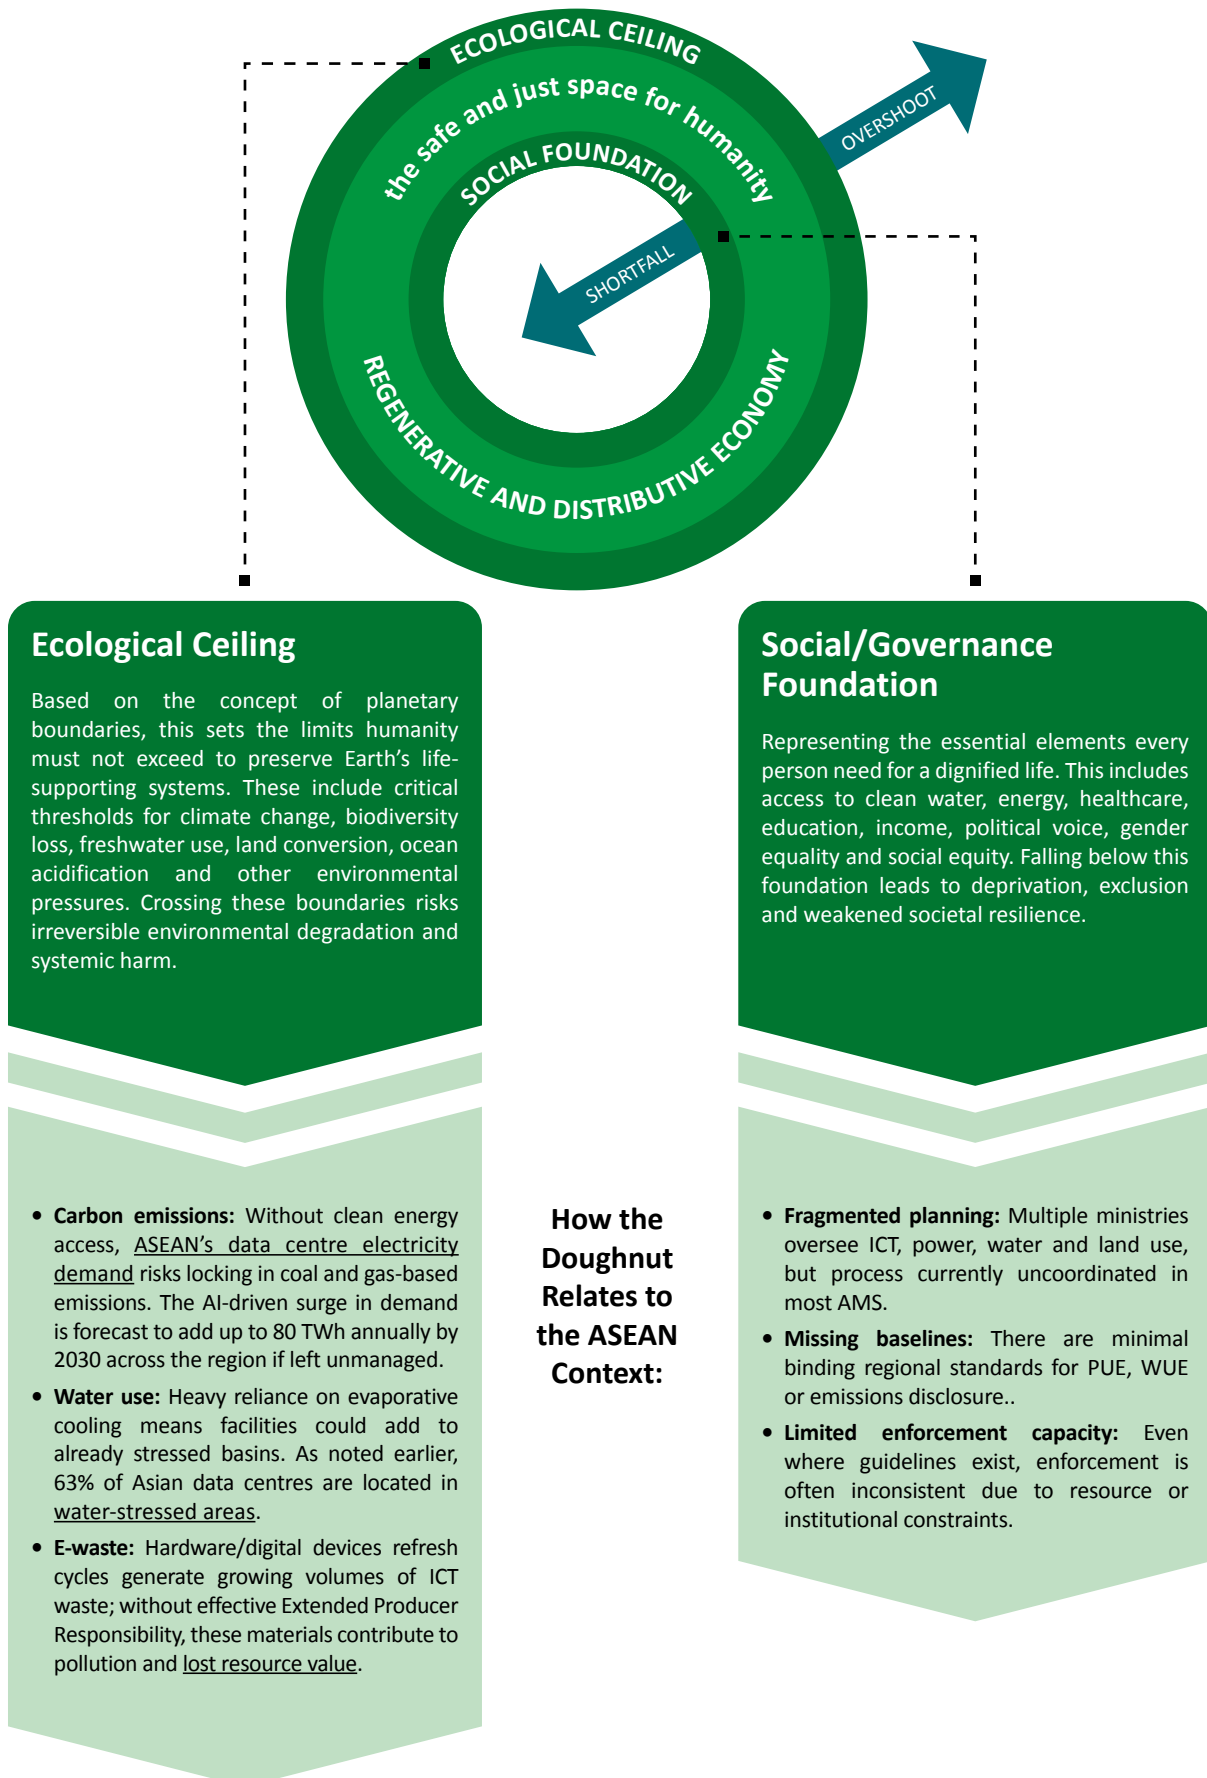 ECOLOGICAL CEILING
the safe and just space for humanity
SOCIAL FOUNDATION
OVERSHOOT
SHORTFALL
REGENERATIVE AND DISTRIBUTIVE ECONOMY
Ecological Ceiling
Based on the concept of planetary
boundaries, this sets the limits humanity
must not exceed to preserve Earth’s life-
supporting systems. These include critical
thresholds for climate change, biodiversity
loss, freshwater use, land conversion, ocean
acidification and other environmental
pressures. Crossing these boundaries risks
irreversible environmental degradation and
systemic harm.
Social/Governance
Foundation
Representing the essential elements every
person need for a dignified life. This includes
access to clean water, energy, healthcare,
education, income, political voice, gender
equality and social equity. Falling below this
foundation leads to deprivation, exclusion
and weakened societal resilience.
• Carbon emissions: Without clean energy
access, ASEAN’s data centre electricity
demand risks locking in coal and gas-based
emissions. The AI-driven surge in demand
is forecast to add up to 80 TWh annually by
2030 across the region if left unmanaged.
• Water use: Heavy reliance on evaporative
cooling means facilities could add to
already stressed basins. As noted earlier,
63% of Asian data centres are located in
water-stressed areas.
• E-waste: Hardware/digital devices refresh
cycles generate growing volumes of ICT
waste; without effective Extended Producer
Responsibility, these materials contribute to
pollution and lost resource value.
How the
Doughnut
Relates to
the ASEAN
Context:
• Fragmented planning: Multiple ministries
oversee ICT, power, water and land use,
but process currently uncoordinated in
most AMS.
• Missing baselines: There are minimal
binding regional standards for PUE, WUE
or emissions disclosure..
• Limited enforcement capacity: Even
where guidelines exist, enforcement is
often inconsistent due to resource or
institutional constraints.